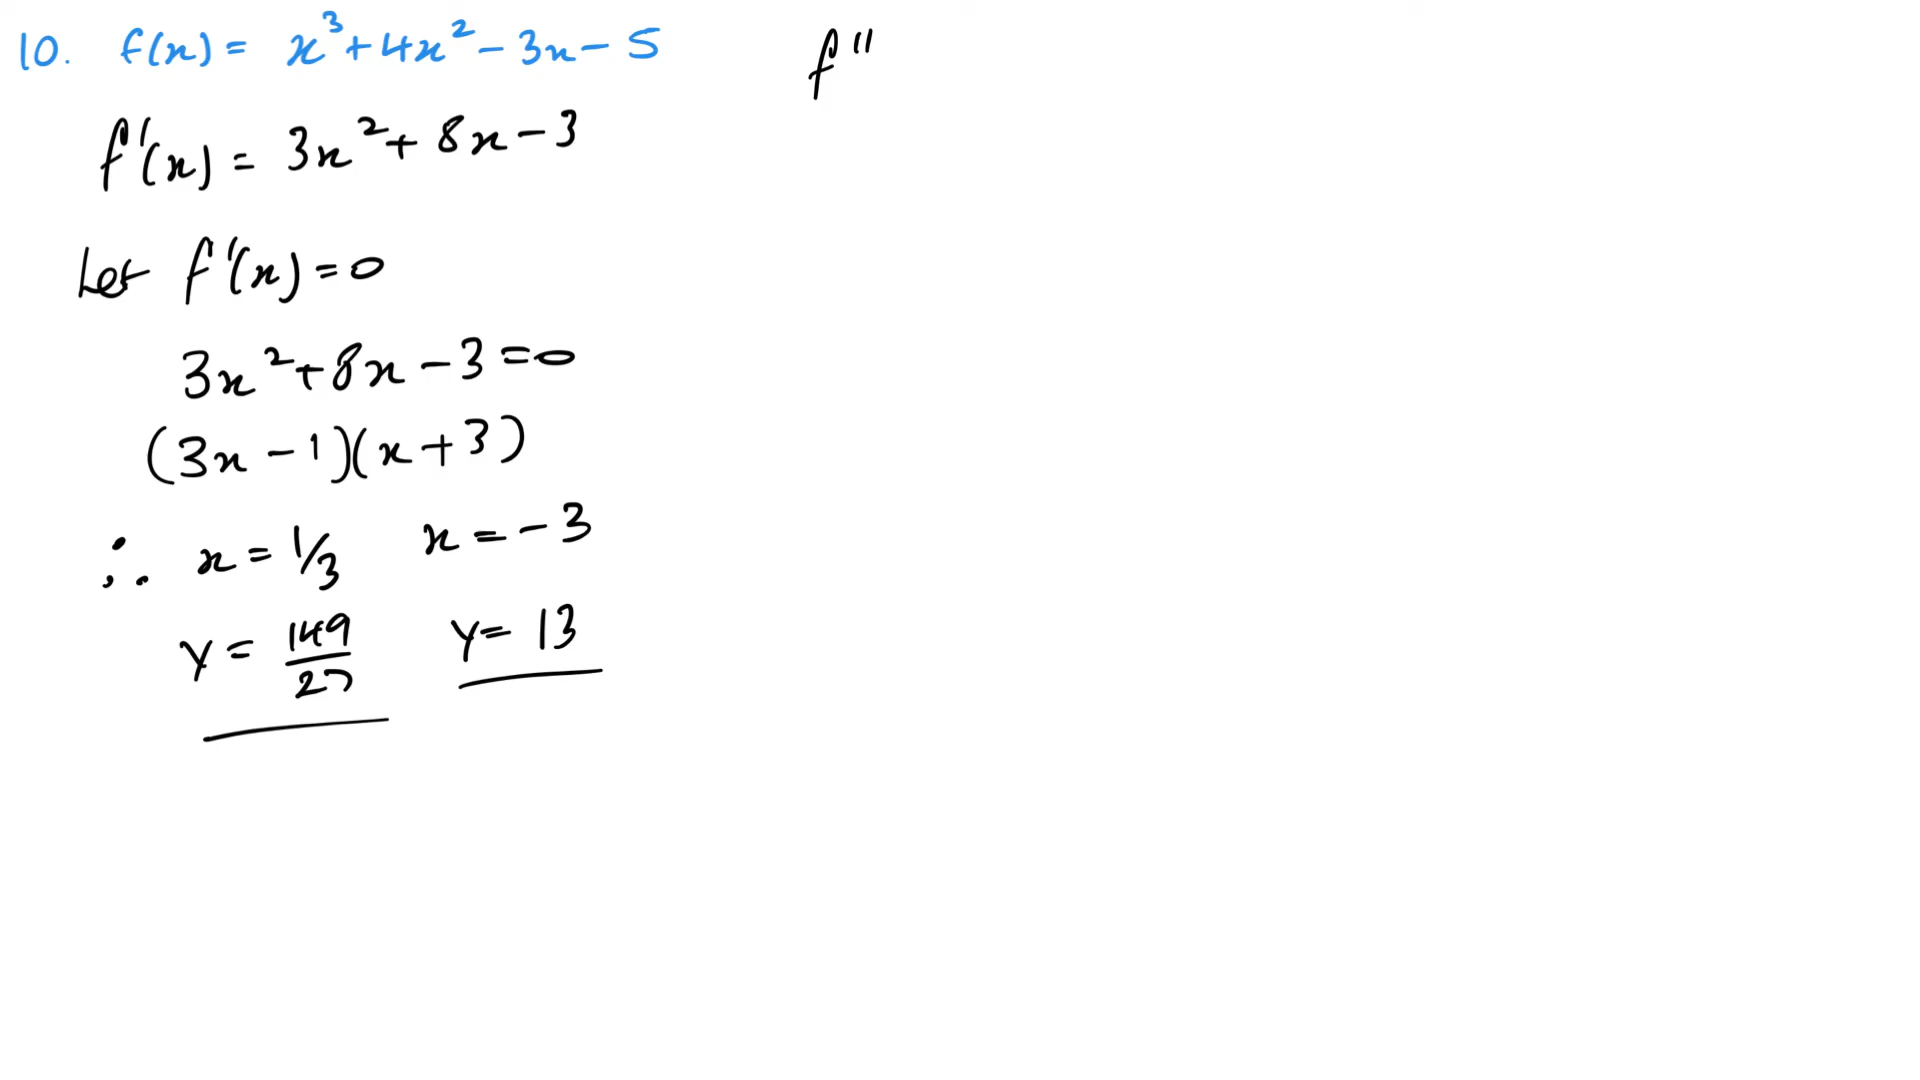 10. f(x) = x³ + 4x² - 3x - 5
f'(x) = 3x² + 8x - 3
Let f'(x) = 0
3x² + 8x - 3 = 0
(3x - 1)(x + 3)
∴ x = 1/3 x = -3
y = 149/27 y = 13
f''